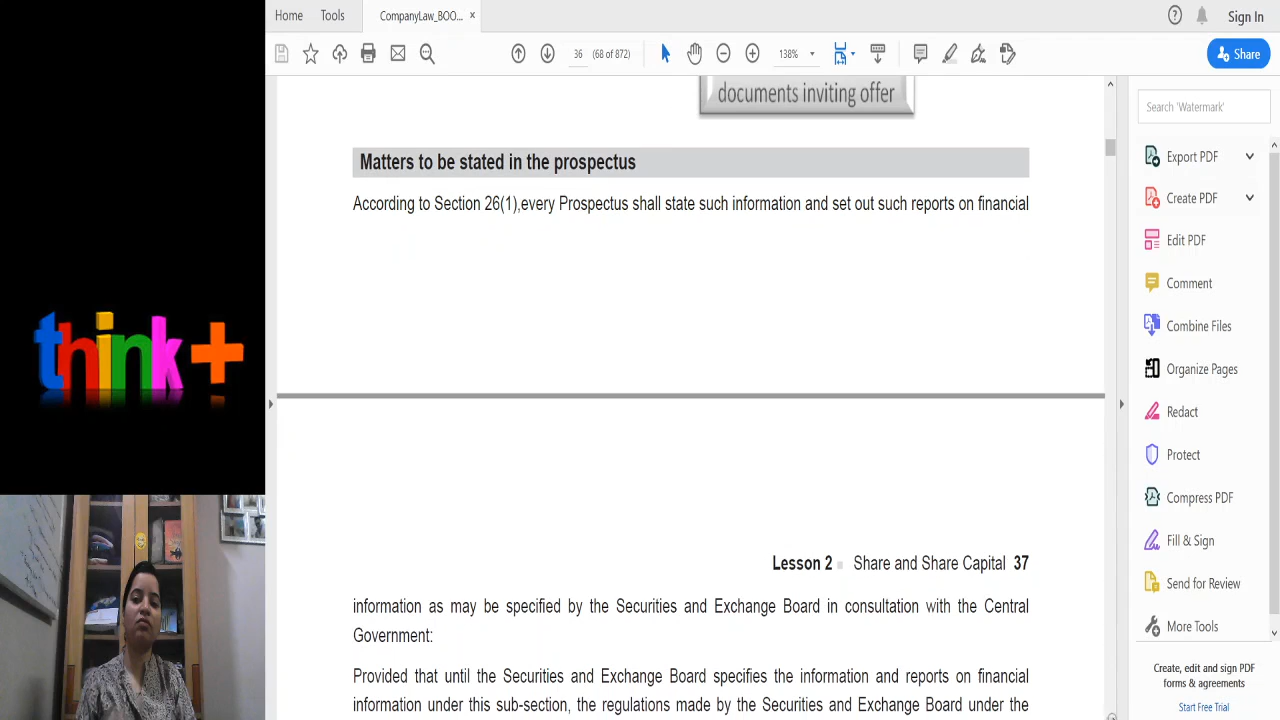 Home Tools CompanyLaw_BOO... × Sign In
36 (68 of 872) 138% Share
documents inviting offer
Search 'Watermark'
Matters to be stated in the prospectus
According to Section 26(1),every Prospectus shall state such information and set out such reports on financial
Export PDF
Create PDF
Edit PDF
Comment
Combine Files
Organize Pages
Redact
Protect
Compress PDF
Fill & Sign
Send for Review
More Tools
think+
Lesson 2 Share and Share Capital 37
information as may be specified by the Securities and Exchange Board in consultation with the Central
Government:
Provided that until the Securities and Exchange Board specifies the information and reports on financial
information under this sub-section, the regulations made by the Securities and Exchange Board under the
Create, edit and sign PDF
forms & agreements
Start Free Trial